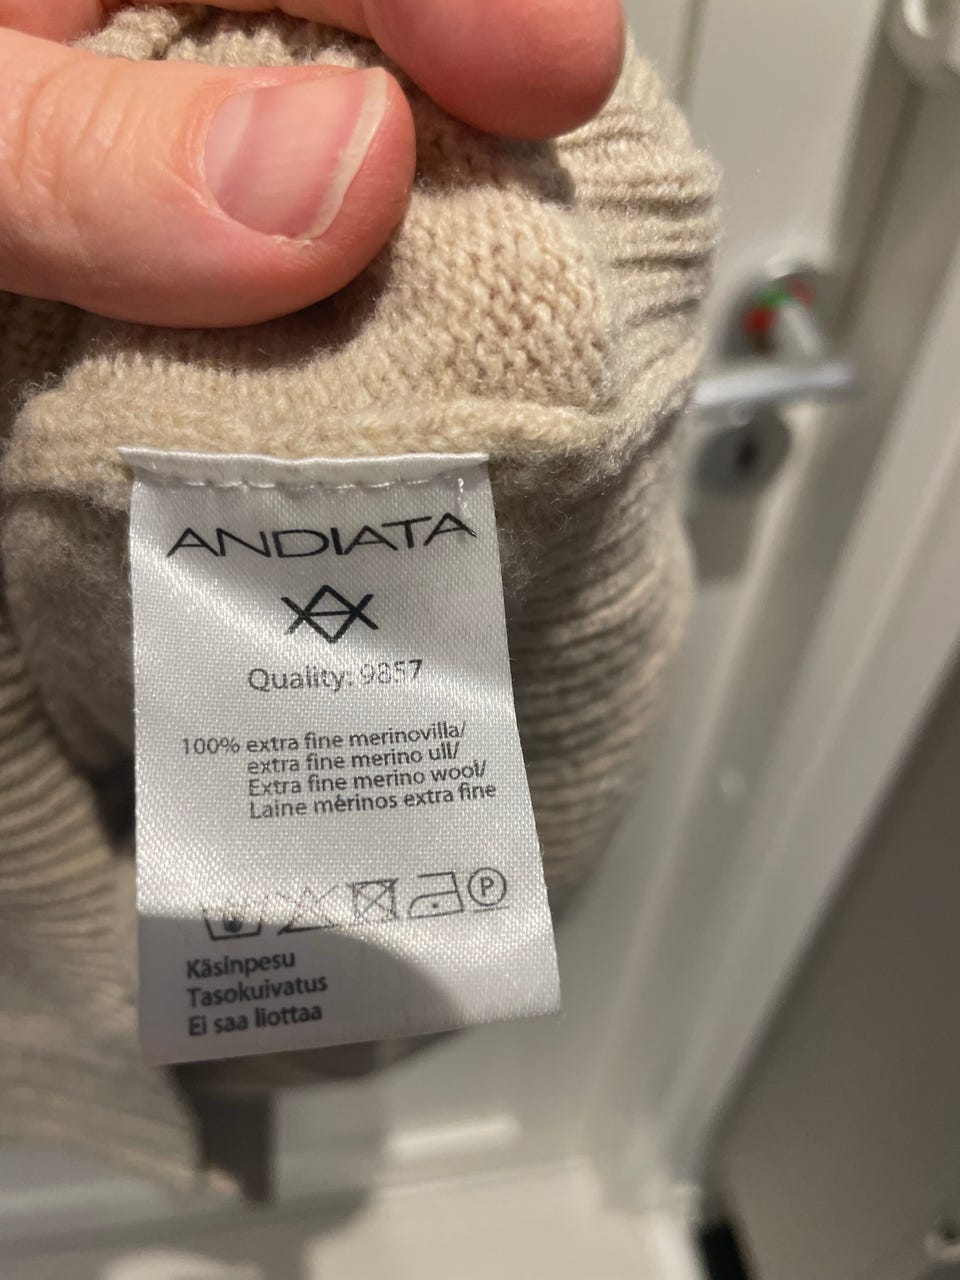 ANDIATA
Quality: 9857
100% extra fine merinovilla/
extra fine merino ull/
Extra fine merino wool/
Laine mèrinos extra fine
P
Käsinpesu
Tasokuivatus
Ei saa liottaa